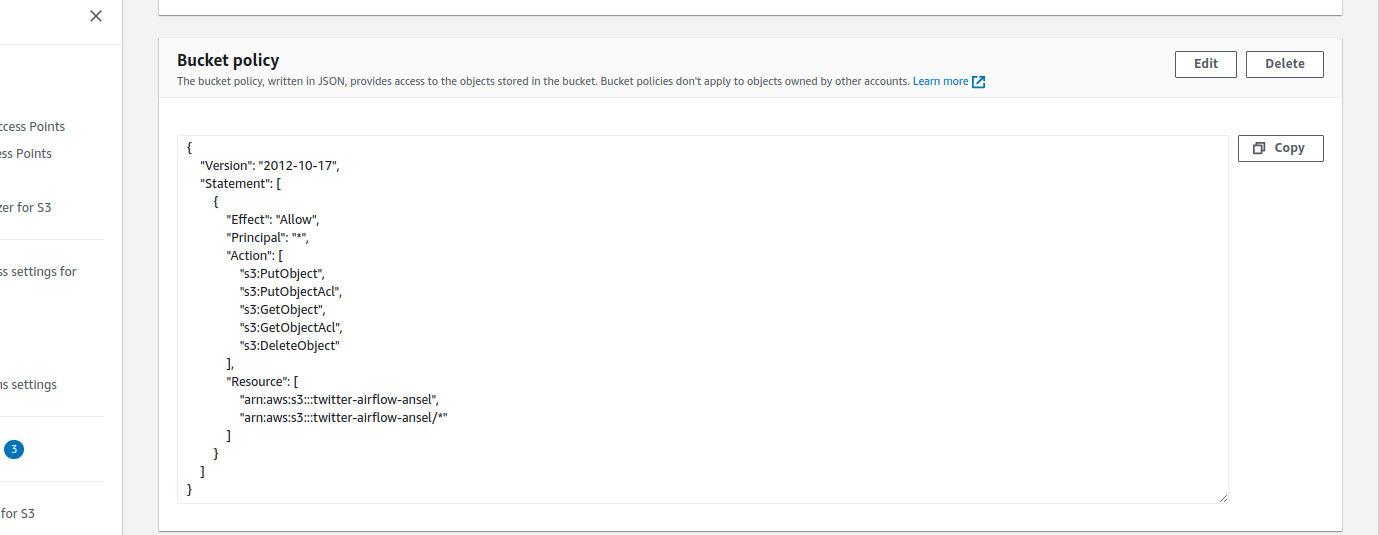 Bucket policy
Edit
Delete
The bucket policy, written in JSON, provides access to the objects stored in the bucket. Bucket policies don't apply to objects owned by other accounts. Learn more
ccess Points
ess Points
zer for S3
ss settings for
ns settings
3
for S3
Copy
{
"Version": "2012-10-17",
"Statement": [
{
"Effect": "Allow",
"Principal": "*",
"Action": [
"s3:PutObject",
"s3:PutObjectAcl",
"s3:GetObject",
"s3:GetObjectAcl",
"s3:DeleteObject"
],
"Resource": [
"arn:aws:s3:::twitter-airflow-ansel",
"arn:aws:s3:::twitter-airflow-ansel/*"
]
}
]
}